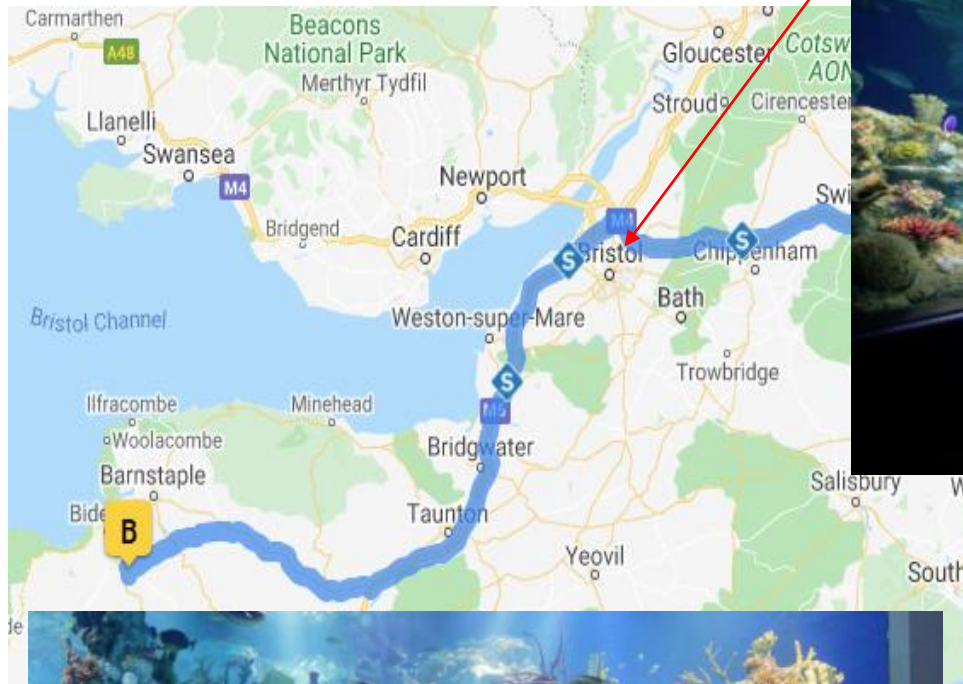 Carmarthen
Beacons
National Park
A48
Merthyr Tydfil
Gloucester
Cotsw
AON
Stroud
Cirencester
Llanelli
Swansea
M4
Newport
Swi
Bridgend
Cardiff
M4
Bristol
Chippenham
Bath
Bristol Channel
Weston-super-Mare
Trowbridge
Ilfracombe
Minehead
Woolacombe
M5
Bridgwater
Barnstaple
Salisbury
W
Bide
B
Taunton
Yeovil
South
le
S
S
S